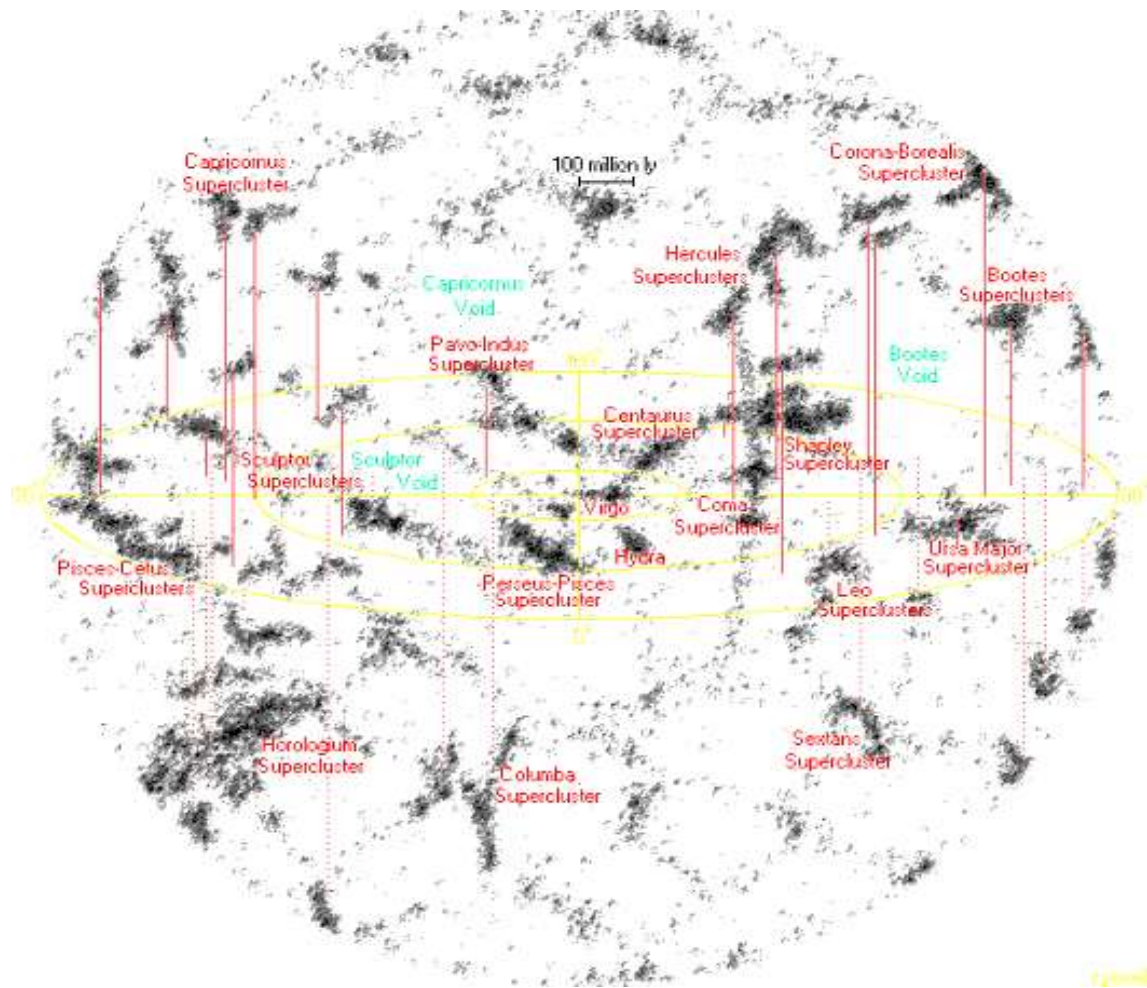 Capricornus
Supercluster
100 million ly
Corona-Borealis
Supercluster
Hercules
Superclusters
Capricornus
Void
Bootes
Superclusters
Pavo-Indus
Supercluster
Bootes
Void
Centaurus
Supercluster
Shapley
Supercluster
Sculptor
Superclusters
Sculptor
Void
Virgo
Coma
Supercluster
Hydra
Ursa Major
Supercluster
Pisces-Cetus
Superclusters
Perseus-Pisces
Supercluster
Leo
Superclusters
Horologium
Supercluster
Columba
Supercluster
Sextans
Supercluster